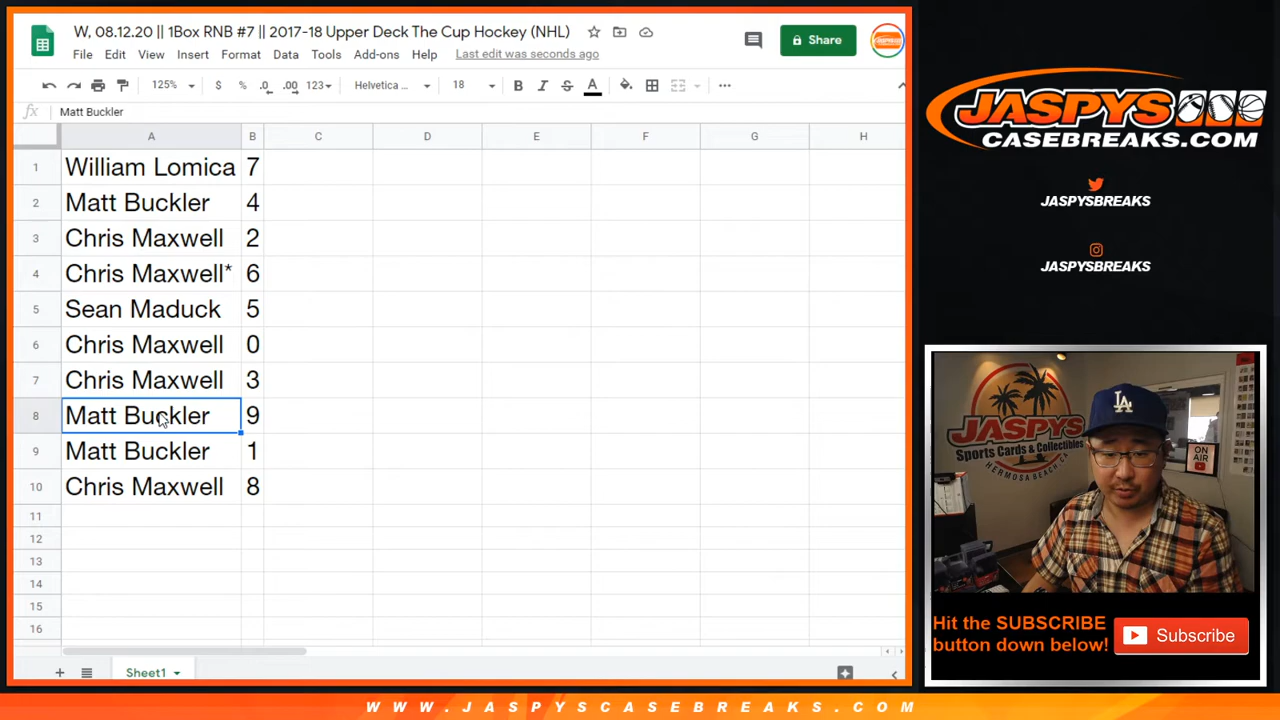 W, 08.12.20 || 1Box RNB #7 || 2017-18 Upper Deck The Cup Hockey (NHL)
File Edit View Insert Format Data Tools Add-ons Help Last edit was seconds ago
Share
125% $ % .0 .00 123 Helvetica ... 18 B I S A
fx Matt Buckler
A B C D E F G H
1 William Lomica 7
2 Matt Buckler 4
3 Chris Maxwell 2
4 Chris Maxwell* 6
5 Sean Maduck 5
6 Chris Maxwell 0
7 Chris Maxwell 3
8 Matt Buckler 9
9 Matt Buckler 1
10 Chris Maxwell 8
11
12
13
14
15
16
Sheet1
JASPYS
CASEBREAKS.COM
JASPYSBREAKS
JASPYSBREAKS
JASPYS
Sports Cards & Collectibles
HERMOSA BEACH, CA
ON AIR
LA
Hit the SUBSCRIBE
button down below!
Subscribe
WWW.JASPYSCASEBREAKS.COM